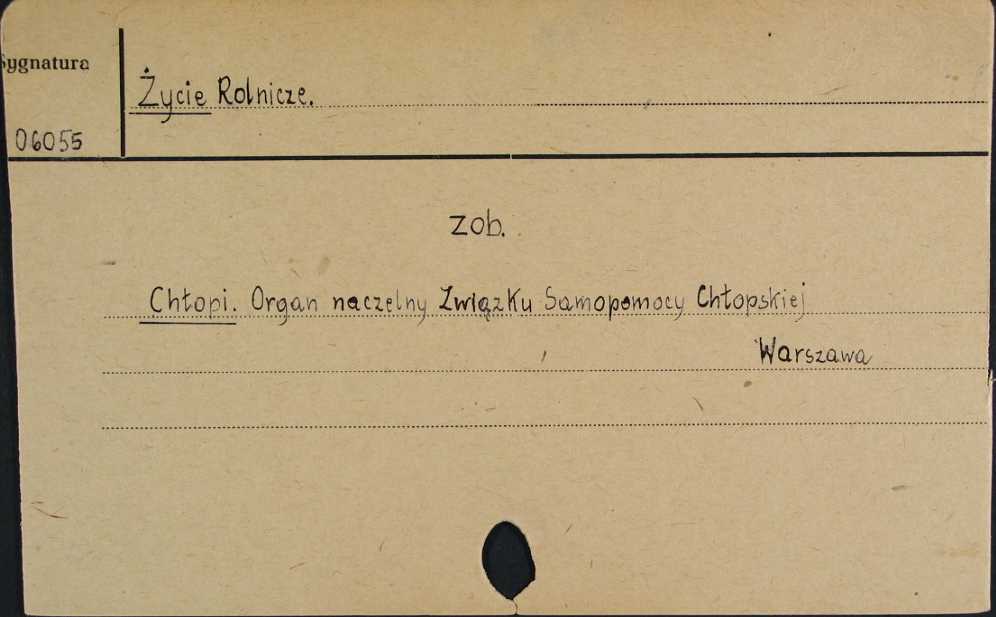 Sygnatura
Życie Rolnicze.
06055
zob.
Chłopi. Organ naczelny Związku Samopomocy Chłopskiej
Warszawa